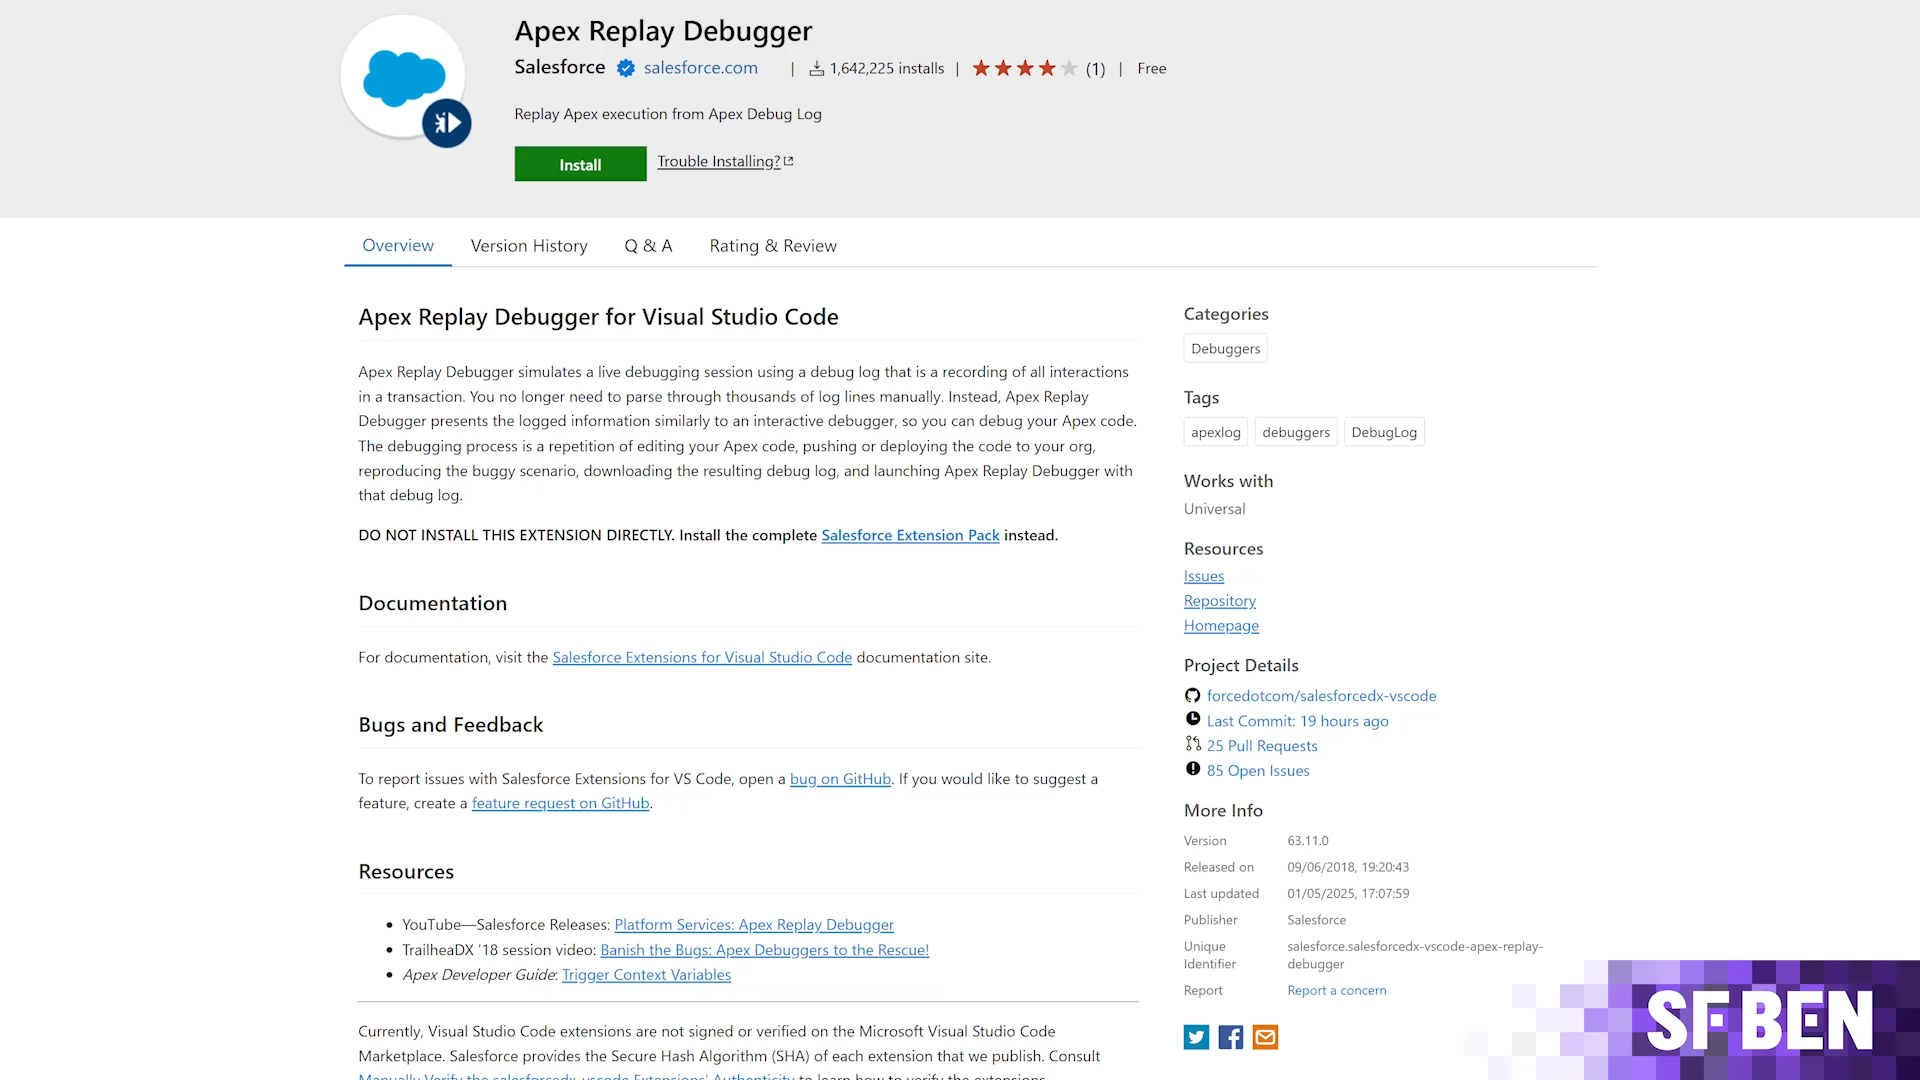 Apex Replay Debugger
Salesforce salesforce.com | 1,642,225 installs | (1) | Free
Replay Apex execution from Apex Debug Log
Install Trouble Installing?
Overview Version History Q & A Rating & Review
Apex Replay Debugger for Visual Studio Code
Apex Replay Debugger simulates a live debugging session using a debug log that is a recording of all interactions
in a transaction. You no longer need to parse through thousands of log lines manually. Instead, Apex Replay
Debugger presents the logged information similarly to an interactive debugger, so you can debug your Apex code.
The debugging process is a repetition of editing your Apex code, pushing or deploying the code to your org,
reproducing the buggy scenario, downloading the resulting debug log, and launching Apex Replay Debugger with
that debug log.
DO NOT INSTALL THIS EXTENSION DIRECTLY. Install the complete Salesforce Extension Pack instead.
Documentation
For documentation, visit the Salesforce Extensions for Visual Studio Code documentation site.
Bugs and Feedback
To report issues with Salesforce Extensions for VS Code, open a bug on GitHub. If you would like to suggest a
feature, create a feature request on GitHub.
Resources
• YouTube—Salesforce Releases: Platform Services: Apex Replay Debugger
• TrailheaDX ’18 session video: Banish the Bugs: Apex Debuggers to the Rescue!
• Apex Developer Guide: Trigger Context Variables
Currently, Visual Studio Code extensions are not signed or verified on the Microsoft Visual Studio Code
Marketplace. Salesforce provides the Secure Hash Algorithm (SHA) of each extension that we publish. Consult
Manually Verify the salesforcedx-vscode Extensions’ Authenticity to learn how to verify the extensions.
Categories
Debuggers
Tags
apexlog debuggers DebugLog
Works with
Universal
Resources
Issues
Repository
Homepage
Project Details
forcedotcom/salesforcedx-vscode
Last Commit: 19 hours ago
25 Pull Requests
85 Open Issues
More Info
Version 63.11.0
Released on 09/06/2018, 19:20:43
Last updated 01/05/2025, 17:07:59
Publisher Salesforce
Unique Identifier salesforce.salesforcedx-vscode-apex-replay-
debugger
Report Report a concern
SF BEN